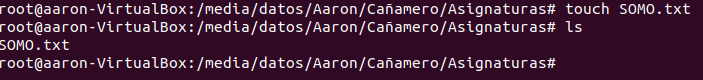 root@aaron-VirtualBox:/media/datos/Aaron/Cañamero/Asignaturas# touch SOMO.txt
root@aaron-VirtualBox:/media/datos/Aaron/Cañamero/Asignaturas# ls
SOMO.txt
root@aaron-VirtualBox:/media/datos/Aaron/Cañamero/Asignaturas#